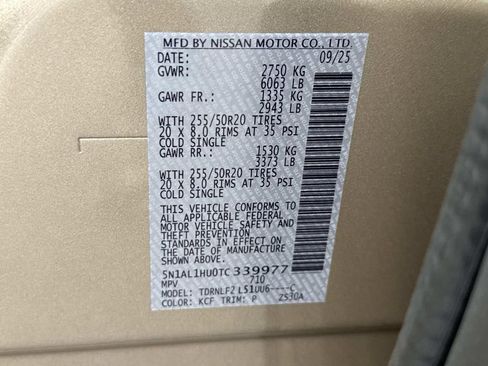 MFD BY NISSAN MOTOR CO., LTD.
DATE: 09/25
GVWR: 2750 KG
6063 LB
GAWR FR.: 1335 KG
2943 LB
WITH 255/50R20 TIRES
20 X 8.0 RIMS AT 35 PSI
COLD SINGLE
GAWR RR.: 1530 KG
3373 LB
WITH 255/50R20 TIRES
20 X 8.0 RIMS AT 35 PSI
COLD SINGLE
THIS VEHICLE CONFORMS TO
ALL APPLICABLE FEDERAL
MOTOR VEHICLE SAFETY AND
THEFT PREVENTION
STANDARDS IN EFFECT ON
THE DATE OF MANUFACTURE
SHOWN ABOVE.
5N1AL1HU0TC339977
MPV 710
MODEL: TDRNLF2 LS1UU6----C
COLOR: KCF TRIM: P ZS30A